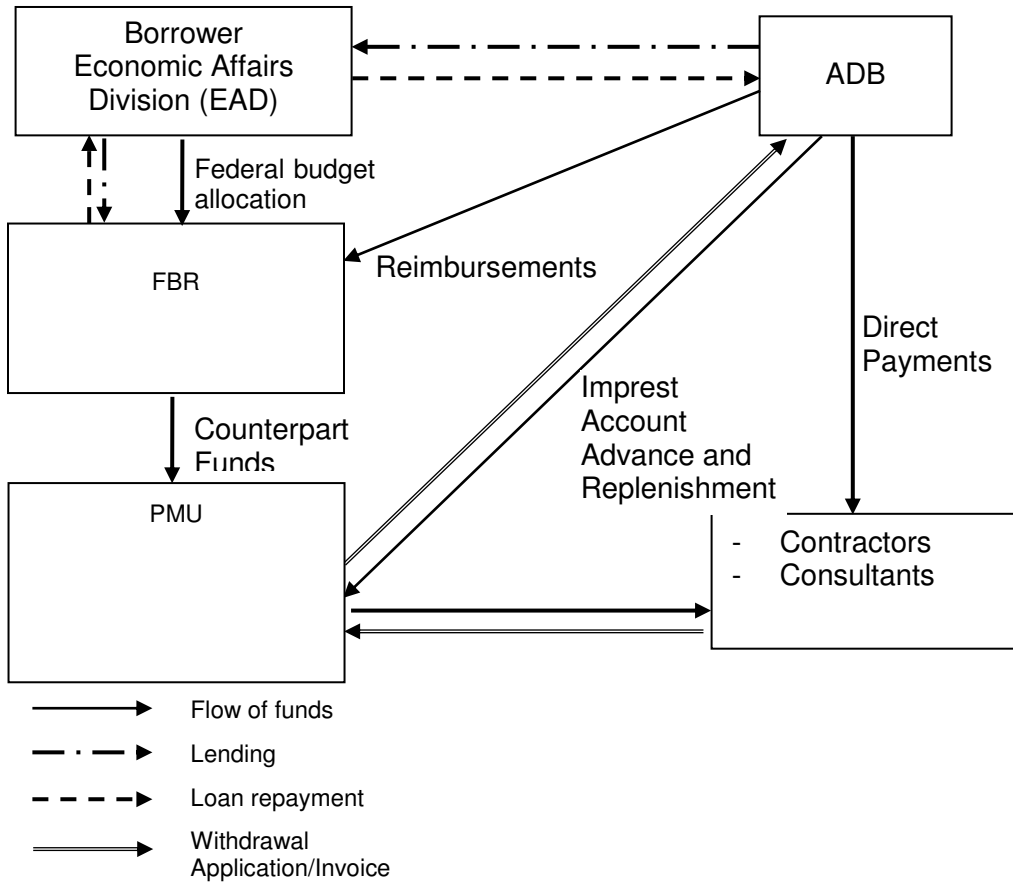 Borrower
Economic Affairs
Division (EAD)
ADB
Federal budget
allocation
FBR
Reimbursements
Direct
Payments
Imprest
Account
Advance and
Replenishment
Counterpart
Funds
PMU
- Contractors
- Consultants
Flow of funds
Lending
Loan repayment
Withdrawal
Application/Invoice